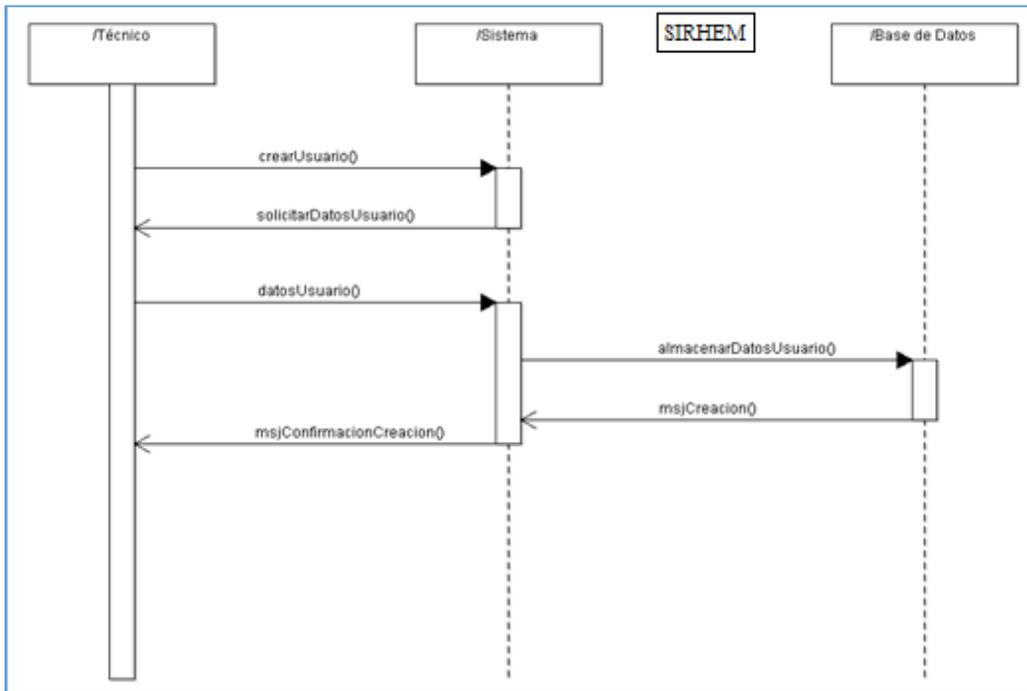 /Técnico
/Sistema
SIRHEM
/Base de Datos
crearUsuario()
solicitarDatosUsuario()
datosUsuario()
almacenarDatosUsuario()
msjCreacion()
msjConfirmacionCreacion()